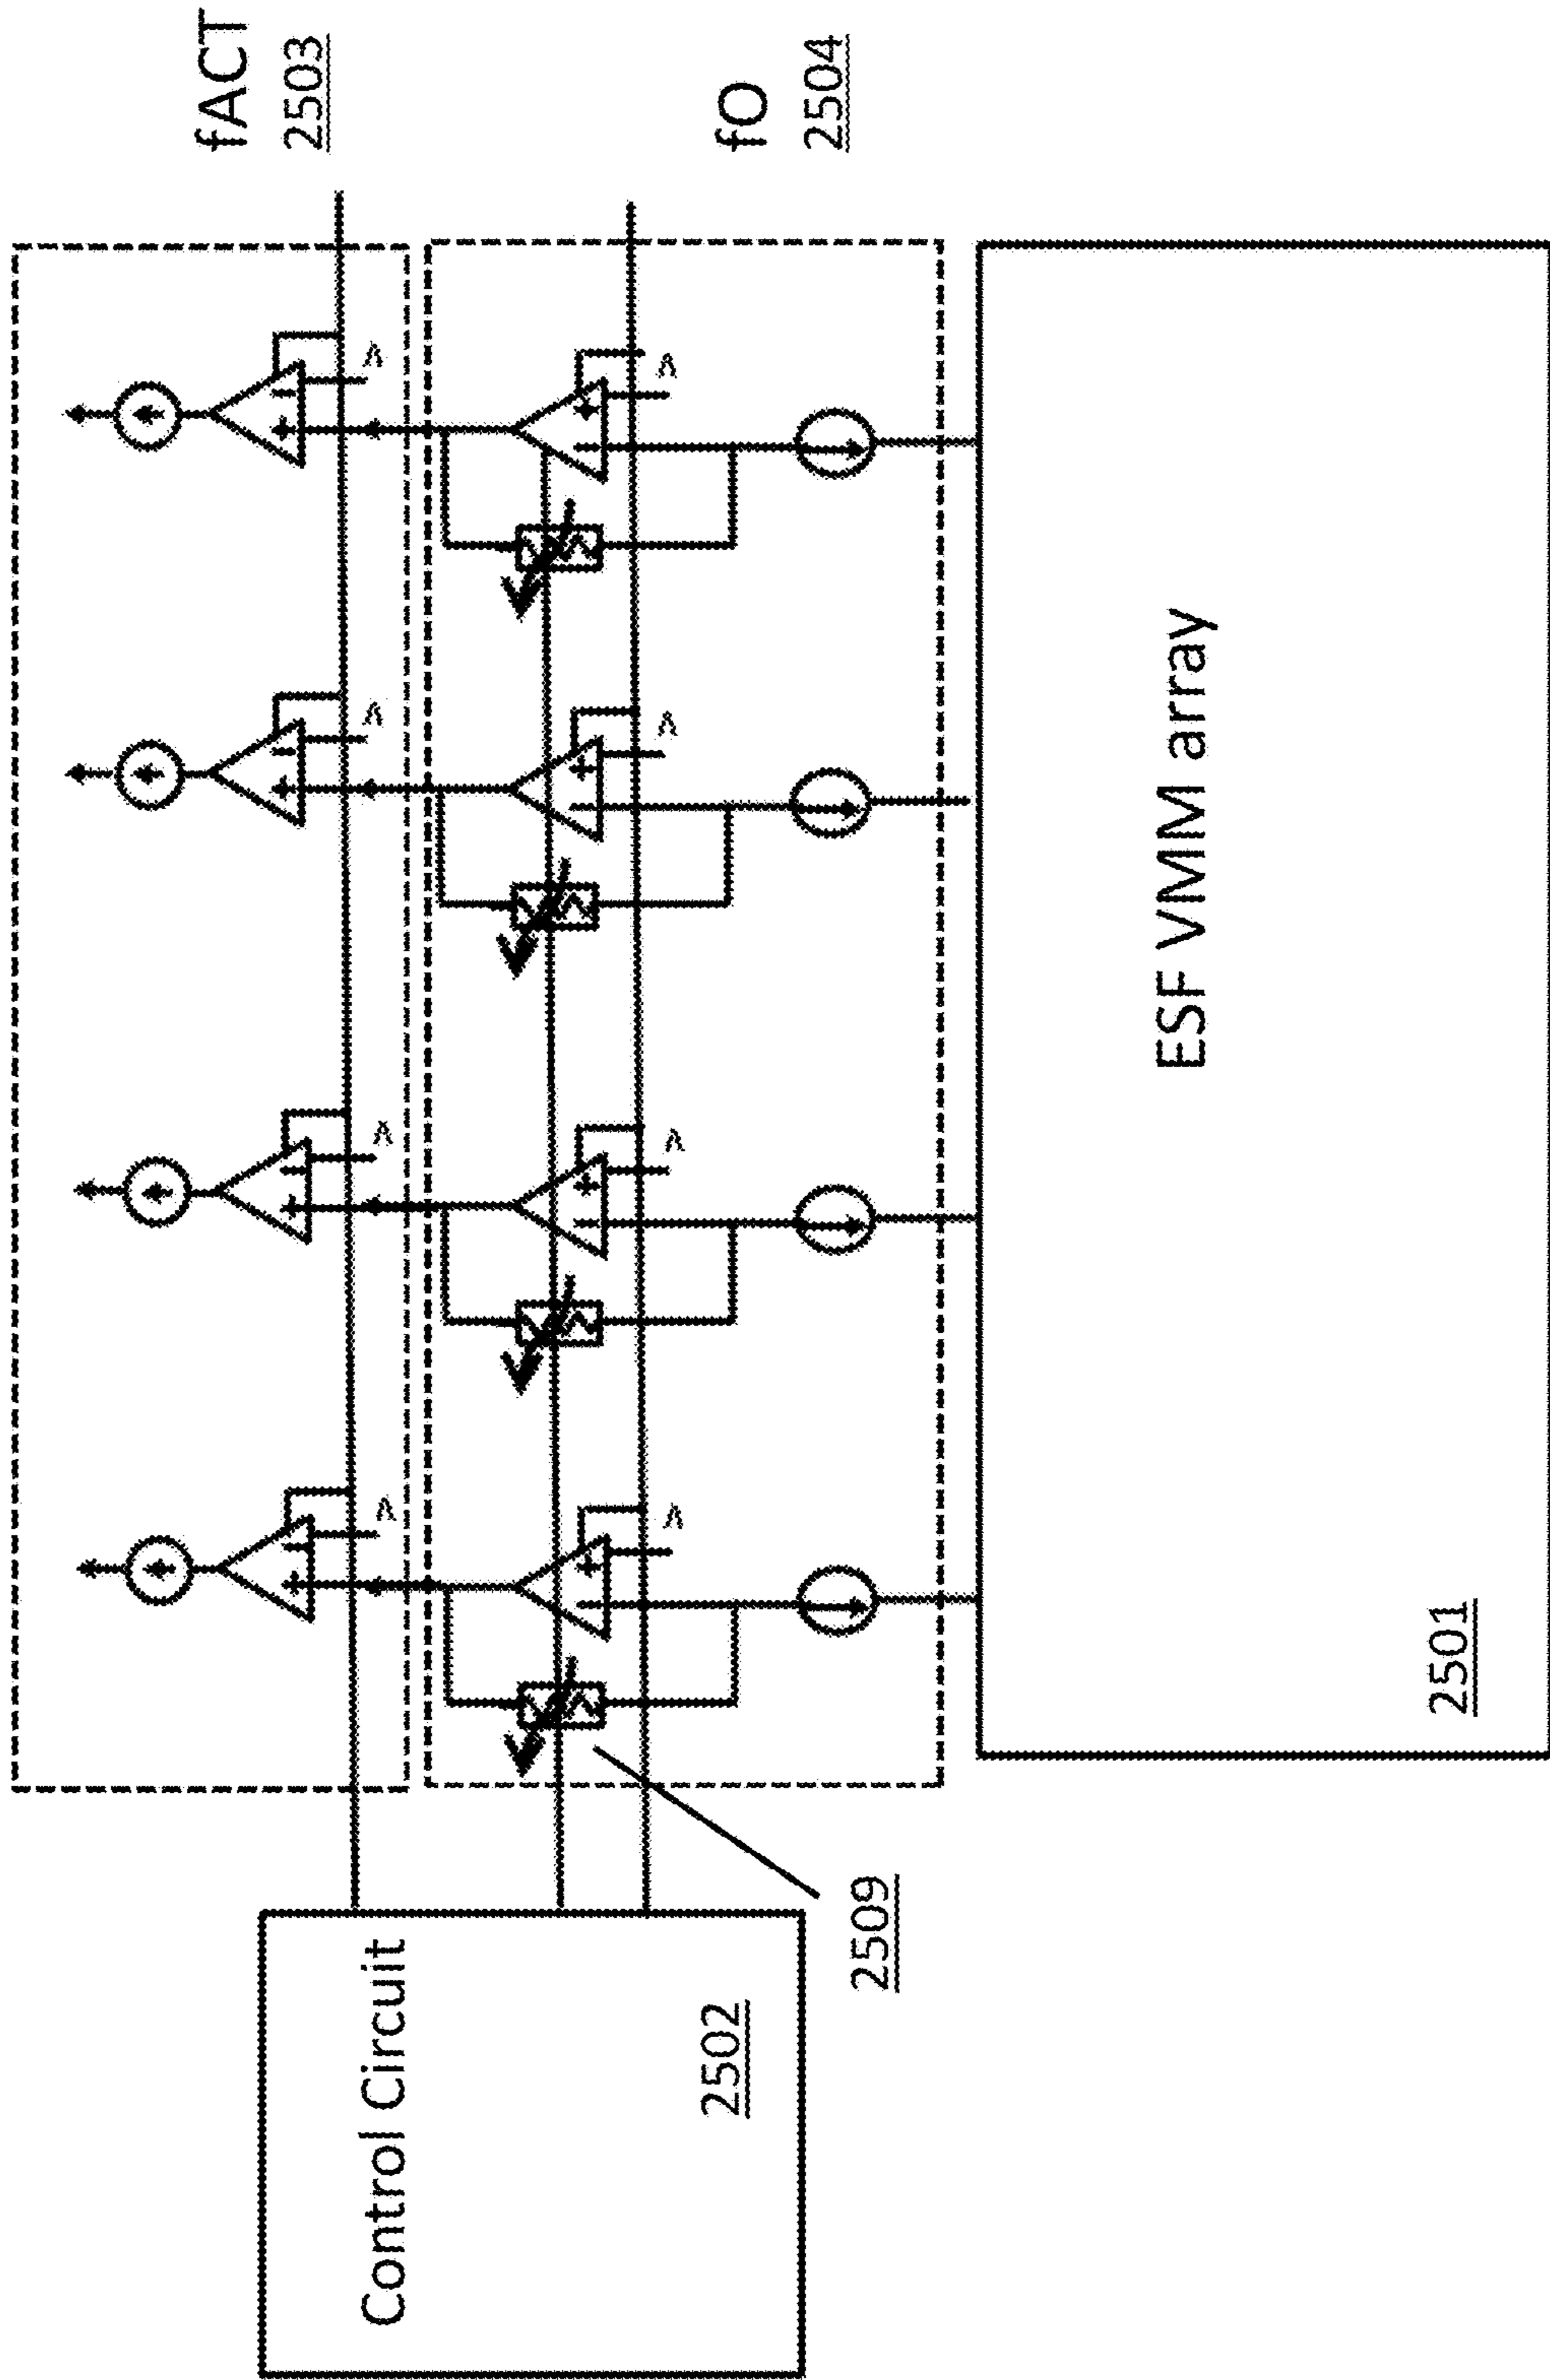 fACT
2503
Control Circuit
2502
fO
2504
2509
ESF VMM array
2501